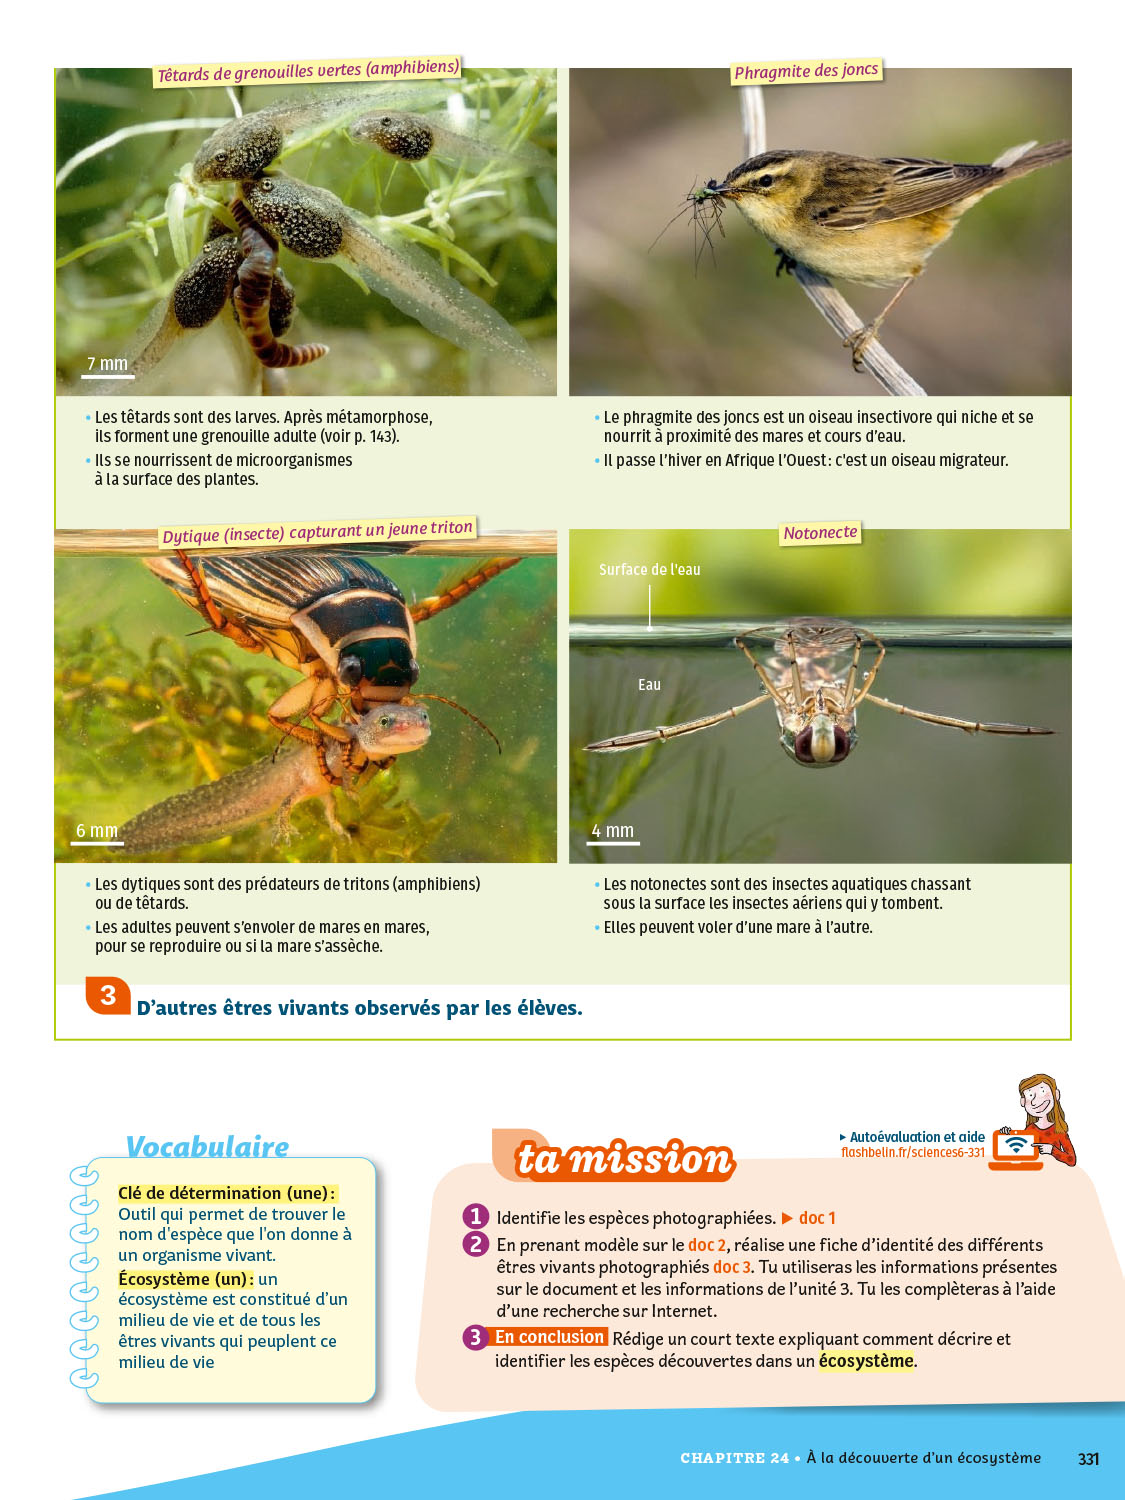 Têtards de grenouilles vertes (amphibiens)
7 mm
• Les têtards sont des larves. Après métamorphose,
ils forment une grenouille adulte (voir p. 143).
• Ils se nourrissent de microorganismes
à la surface des plantes.
Phragmite des joncs
• Le phragmite des joncs est un oiseau insectivore qui niche et se
nourrit à proximité des mares et cours d'eau.
• Il passe l'hiver en Afrique l'Ouest : c'est un oiseau migrateur.
Dytique (insecte) capturant un jeune triton
6 mm
• Les dytiques sont des prédateurs de tritons (amphibiens)
ou de têtards.
• Les adultes peuvent s'envoler de mares en mares,
pour se reproduire ou si la mare s'assèche.
Notonecte
Surface de l'eau
Eau
4 mm
• Les notonectes sont des insectes aquatiques chassant
sous la surface les insectes aériens qui y tombent.
• Elles peuvent voler d'une mare à l'autre.
3 D'autres êtres vivants observés par les élèves.
Vocabulaire
Clé de détermination (une) :
Outil qui permet de trouver le
nom d'espèce que l'on donne à
un organisme vivant.
Écosystème (un) : un
écosystème est constitué d'un
milieu de vie et de tous les
êtres vivants qui peuplent ce
milieu de vie
ta mission
▸ Autoévaluation et aide
flashbelin.fr/sciences6-331
1 Identifie les espèces photographiées. ▶ doc 1
2 En prenant modèle sur le doc 2, réalise une fiche d'identité des différents
êtres vivants photographiés doc 3. Tu utiliseras les informations présentes
sur le document et les informations de l'unité 3. Tu les complèteras à l'aide
d'une recherche sur Internet.
3 En conclusion Rédige un court texte expliquant comment décrire et
identifier les espèces découvertes dans un écosystème.
CHAPITRE 24 • À la découverte d'un écosystème 331